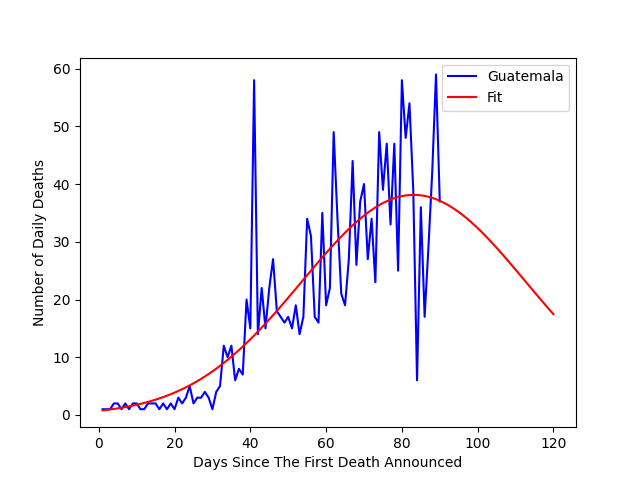 Guatemala
Fit
60
50
40
30
20
10
0
Number of Daily Deaths
0 20 40 60 80 100 120
Days Since The First Death Announced